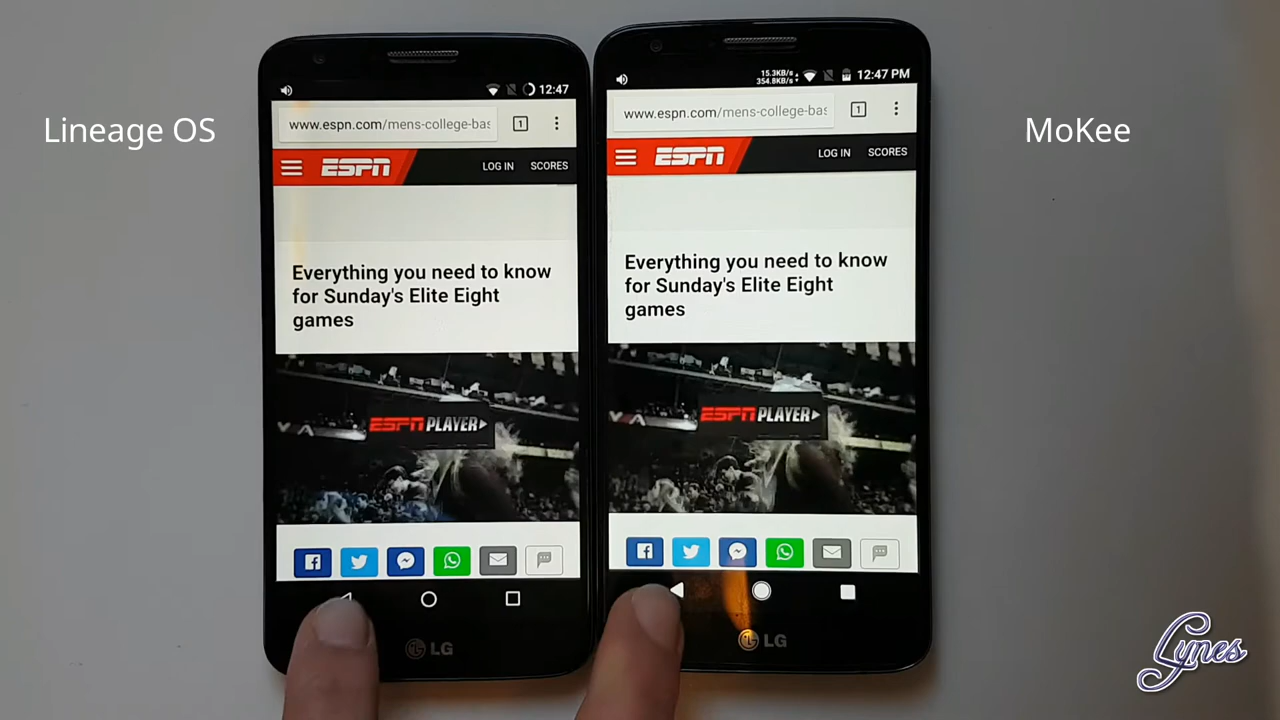 Lineage OS
MoKee
12:47
www.espn.com/mens-college-bas
1
ESPN
LOG IN
SCORES
Everything you need to know
for Sunday's Elite Eight
games
ESPN PLAYER
LG
15.3KB/s
354.8KB/s
12:47 PM
www.espn.com/mens-college-bas
1
ESPN
LOG IN
SCORES
Everything you need to know
for Sunday's Elite Eight
games
ESPN PLAYER
LG
Lynes